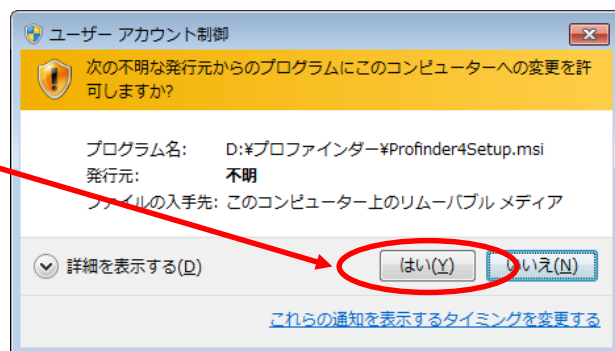 ユーザー アカウント制御
次の不明な発行元からのプログラムにこのコンピューターへの変更を許
可しますか?
プログラム名: D:¥プロファインダー¥Profinder4Setup.msi
発行元: 不明
ファイルの入手先: このコンピューター上のリムーバブル メディア
詳細を表示する(D)
はい(Y)
いいえ(N)
これらの通知を表示するタイミングを変更する